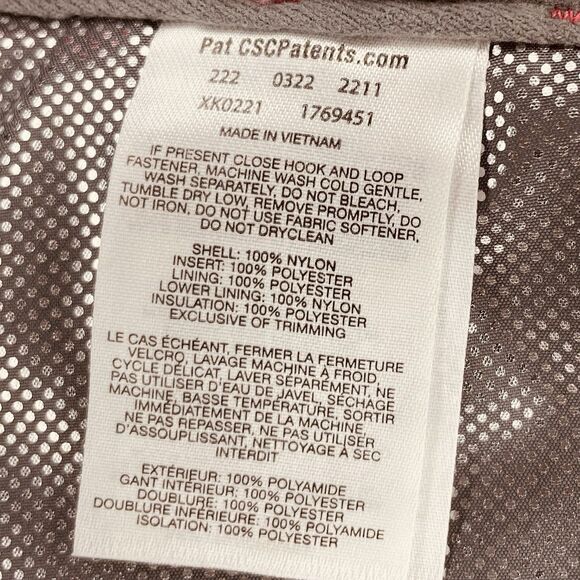 Pat CSCPatents.com
222 0322 2211
XK0221 1769451
MADE IN VIETNAM
IF PRESENT CLOSE HOOK AND LOOP
FASTENER, MACHINE WASH COLD GENTLE,
WASH SEPARATELY, DO NOT BLEACH,
TUMBLE DRY LOW, REMOVE PROMPTLY, DO
NOT IRON, DO NOT USE FABRIC SOFTENER,
DO NOT DRYCLEAN
SHELL: 100% NYLON
INSERT: 100% POLYESTER
LINING: 100% POLYESTER
LOWER LINING: 100% NYLON
INSULATION: 100% POLYESTER
EXCLUSIVE OF TRIMMING
LE CAS ÉCHÉANT, FERMER LA FERMETURE
VELCRO, LAVAGE MACHINE À FROID,
CYCLE DÉLICAT, LAVER SÉPARÉMENT, NE
PAS UTILISER D'EAU DE JAVEL, SÉCHAGE
MACHINE, BASSE TEMPÉRATURE, SORTIR
IMMÉDIATEMENT DE LA MACHINE,
NE PAS REPASSER, NE PAS UTILISER
D'ASSOUPLISSANT, NETTOYAGE À SEC
INTERDIT
EXTÉRIEUR: 100% POLYAMIDE
GANT INTÉRIEUR: 100% POLYESTER
DOUBLURE: 100% POLYESTER
DOUBLURE INFÉRIEURE: 100% POLYAMIDE
ISOLATION: 100% POLYESTER